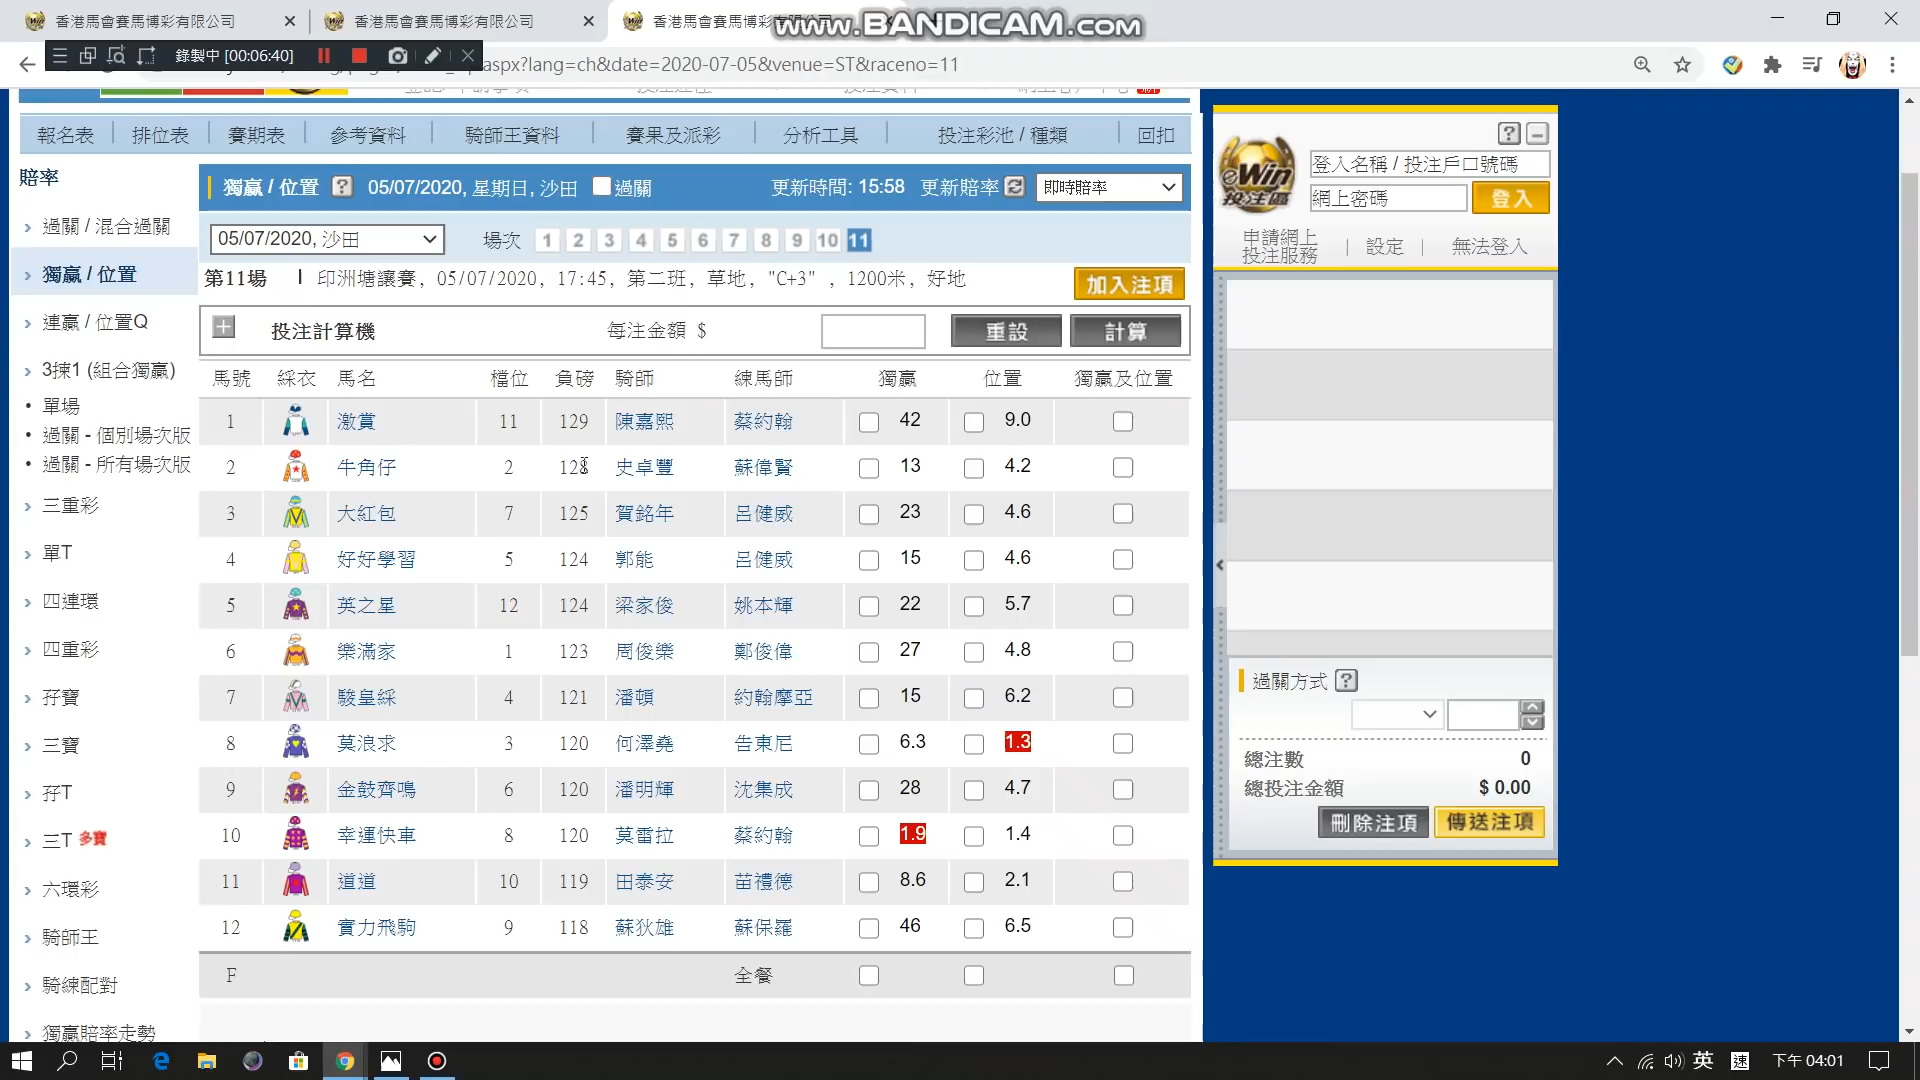 香港馬會賽馬博彩有限公司
香港馬會賽馬博彩有限公司
香港馬會賽馬博彩
www.BANDICAM.com
錄製中 [00:06:40]
aspx?lang=ch&date=2020-07-05&venue=ST&raceno=11
報名表 排位表 賽期表 參考資料 騎師王資料 賽果及派彩 分析工具 投注彩池 / 種類 回扣
賠率
過關 / 混合過關
獨贏 / 位置
連贏 / 位置Q
3揀1 (組合獨贏)
單場
過關 - 個別場次版
過關 - 所有場次版
三重彩
單T
四連環
四重彩
孖寶
三寶
孖T
三T 多寶
六環彩
騎師王
騎練配對
獨贏賠率走勢
獨贏 / 位置 ? 05/07/2020, 星期日, 沙田 過關 更新時間: 15:58 更新賠率 即時賠率
05/07/2020, 沙田 場次 1 2 3 4 5 6 7 8 9 10 11
第11場 印洲塘讓賽, 05/07/2020, 17:45, 第二班, 草地, "C+3" , 1200米, 好地 加入注項
投注計算機 每注金額 $ 重設 計算
馬號 綵衣 馬名 檔位 負磅 騎師 練馬師 獨贏 位置 獨贏及位置
1 激賞 11 129 陳嘉熙 蔡約翰 42 9.0
2 牛角仔 2 128 史卓豐 蘇偉賢 13 4.2
3 大紅包 7 125 賀銘年 呂健威 23 4.6
4 好好學習 5 124 郭能 呂健威 15 4.6
5 英之星 12 124 梁家俊 姚本輝 22 5.7
6 樂滿家 1 123 周俊樂 鄭俊偉 27 4.8
7 駿皇綵 4 121 潘頓 約翰摩亞 15 6.2
8 莫浪求 3 120 何澤堯 告東尼 6.3 1.3
9 金鼓齊鳴 6 120 潘明輝 沈集成 28 4.7
10 幸運快車 8 120 莫雷拉 蔡約翰 1.9 1.4
11 道道 10 119 田泰安 苗禮德 8.6 2.1
12 實力飛駒 9 118 蘇狄雄 蘇保羅 46 6.5
F 全餐
eWin
投注區
登入名稱 / 投注戶口號碼
網上密碼 登入
申請網上
投注服務 | 設定 | 無法登入
過關方式 ?
總注數 0
總投注金額 $ 0.00
刪除注項 傳送注項
英 速 下午 04:01